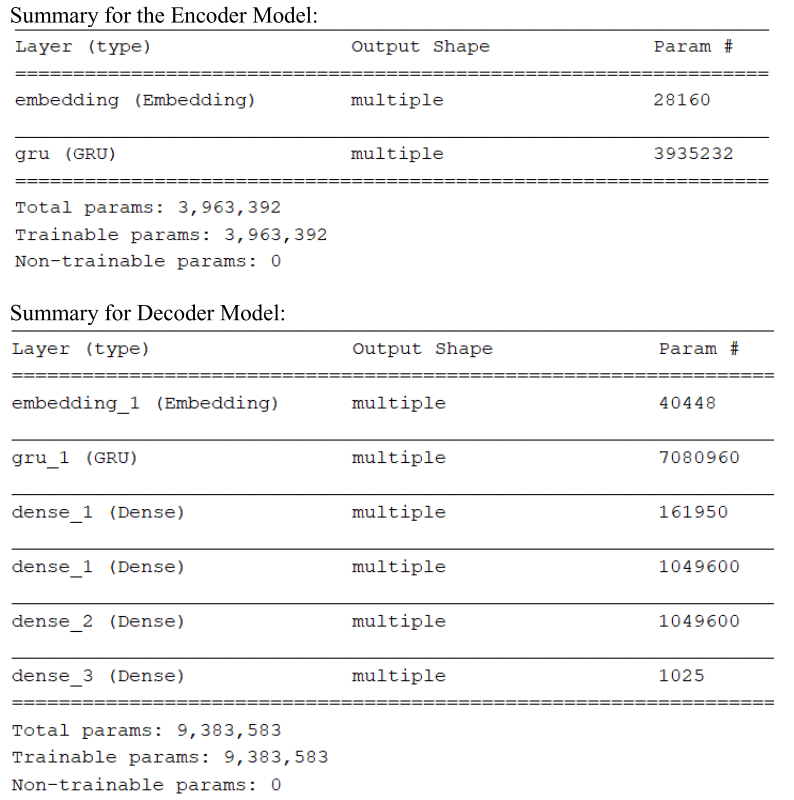 Summary for the Encoder Model:
Layer (type) Output Shape Param #
embedding (Embedding) multiple 28160
gru (GRU) multiple 3935232
Total params: 3,963,392
Trainable params: 3,963,392
Non-trainable params: 0
Summary for Decoder Model:
Layer (type) Output Shape Param #
embedding_1 (Embedding) multiple 40448
gru_1 (GRU) multiple 7080960
dense_1 (Dense) multiple 161950
dense_1 (Dense) multiple 1049600
dense_2 (Dense) multiple 1049600
dense_3 (Dense) multiple 1025
Total params: 9,383,583
Trainable params: 9,383,583
Non-trainable params: 0